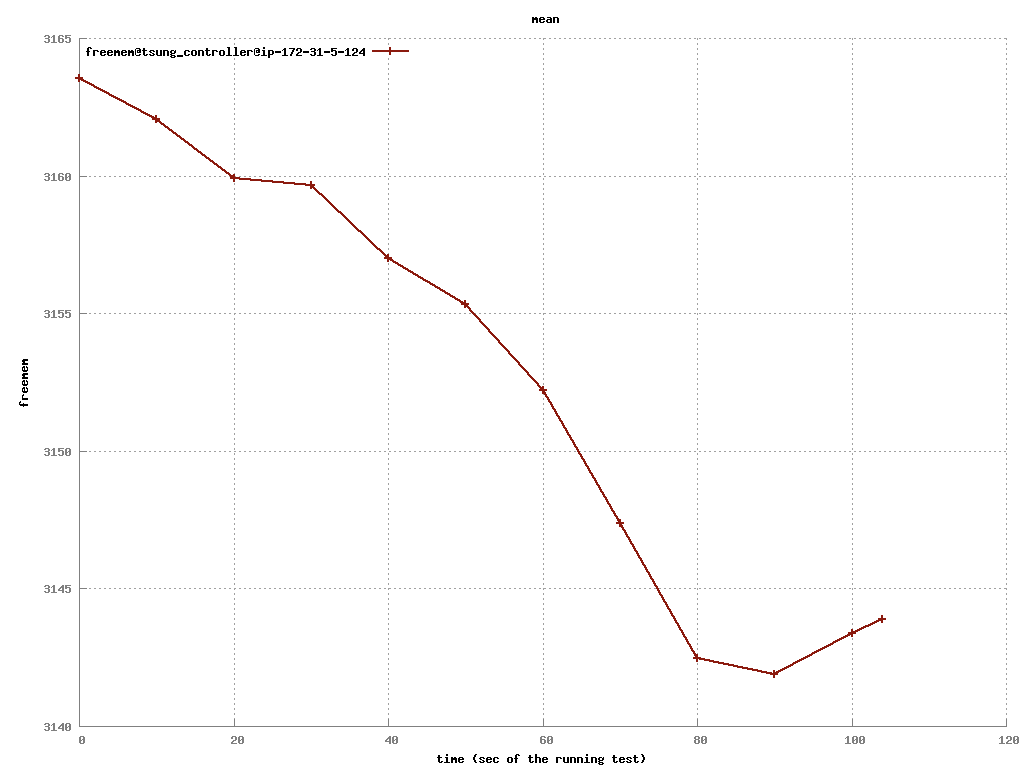 mean
3165
freemem@tsung_controller@ip-172-31-5-124
3160
3155
freemem
3150
3145
3140
0 20 40 60 80 100 120
time (sec of the running test)